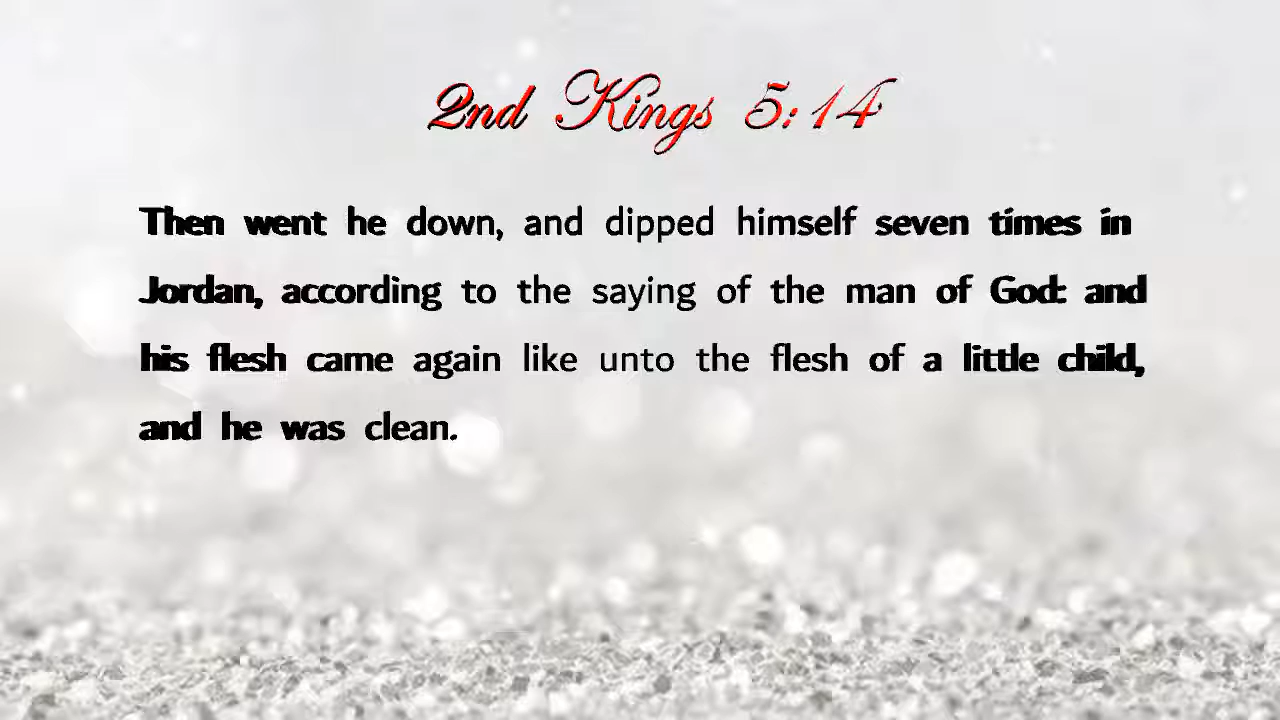 2nd Kings 5:14
Then went he down, and dipped himself seven times in
Jordan, according to the saying of the man of God: and
his flesh came again like unto the flesh of a little child,
and he was clean.